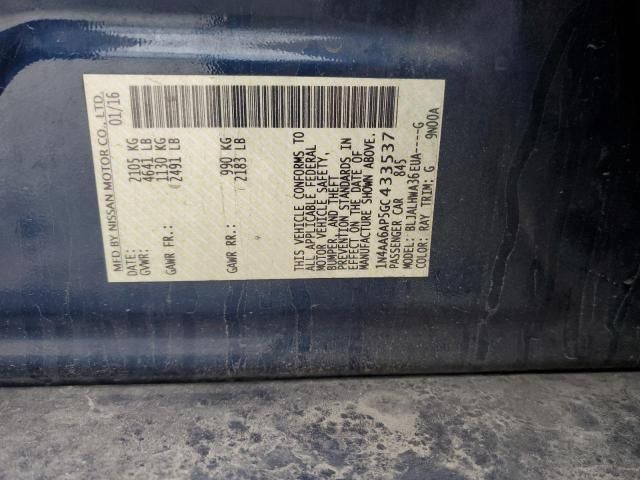 MFD BY NISSAN MOTOR CO., LTD.
DATE: 01/16
GVWR: 2105 KG
4641 LB
GAWR FR.: 1130 KG
2491 LB
GAWR RR.: 990 KG
2183 LB
THIS VEHICLE CONFORMS TO
ALL APPLICABLE FEDERAL
MOTOR VEHICLE SAFETY,
BUMPER, AND THEFT
PREVENTION STANDARDS IN
EFFECT ON THE DATE OF
MANUFACTURE SHOWN ABOVE.
1N4AA6AP5GC433537
PASSENGER CAR 845
MODEL: BLJALHWA36EUA-----G
COLOR: RAY TRIM: G 9N00A